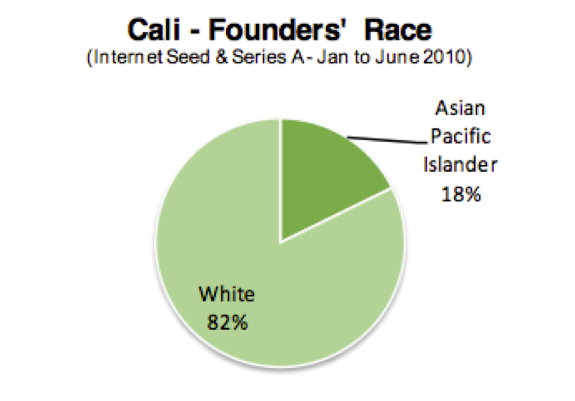 Cali - Founders' Race
(Internet Seed & Series A - Jan to June 2010)
Asian
Pacific
Islander
18%
White
82%